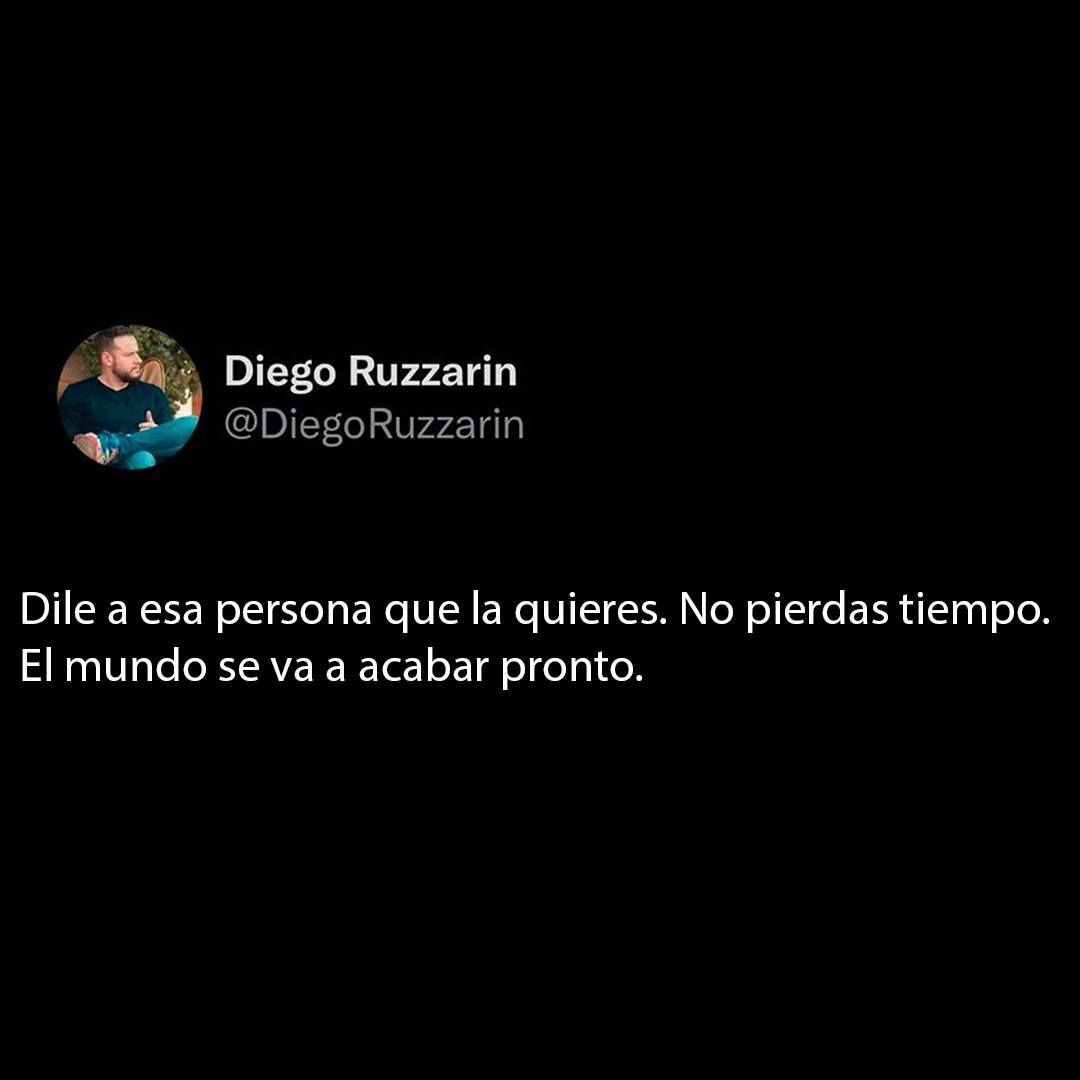 Diego Ruzzarin
@DiegoRuzzarin
Dile a esa persona que la quieres. No pierdas tiempo.
El mundo se va a acabar pronto.